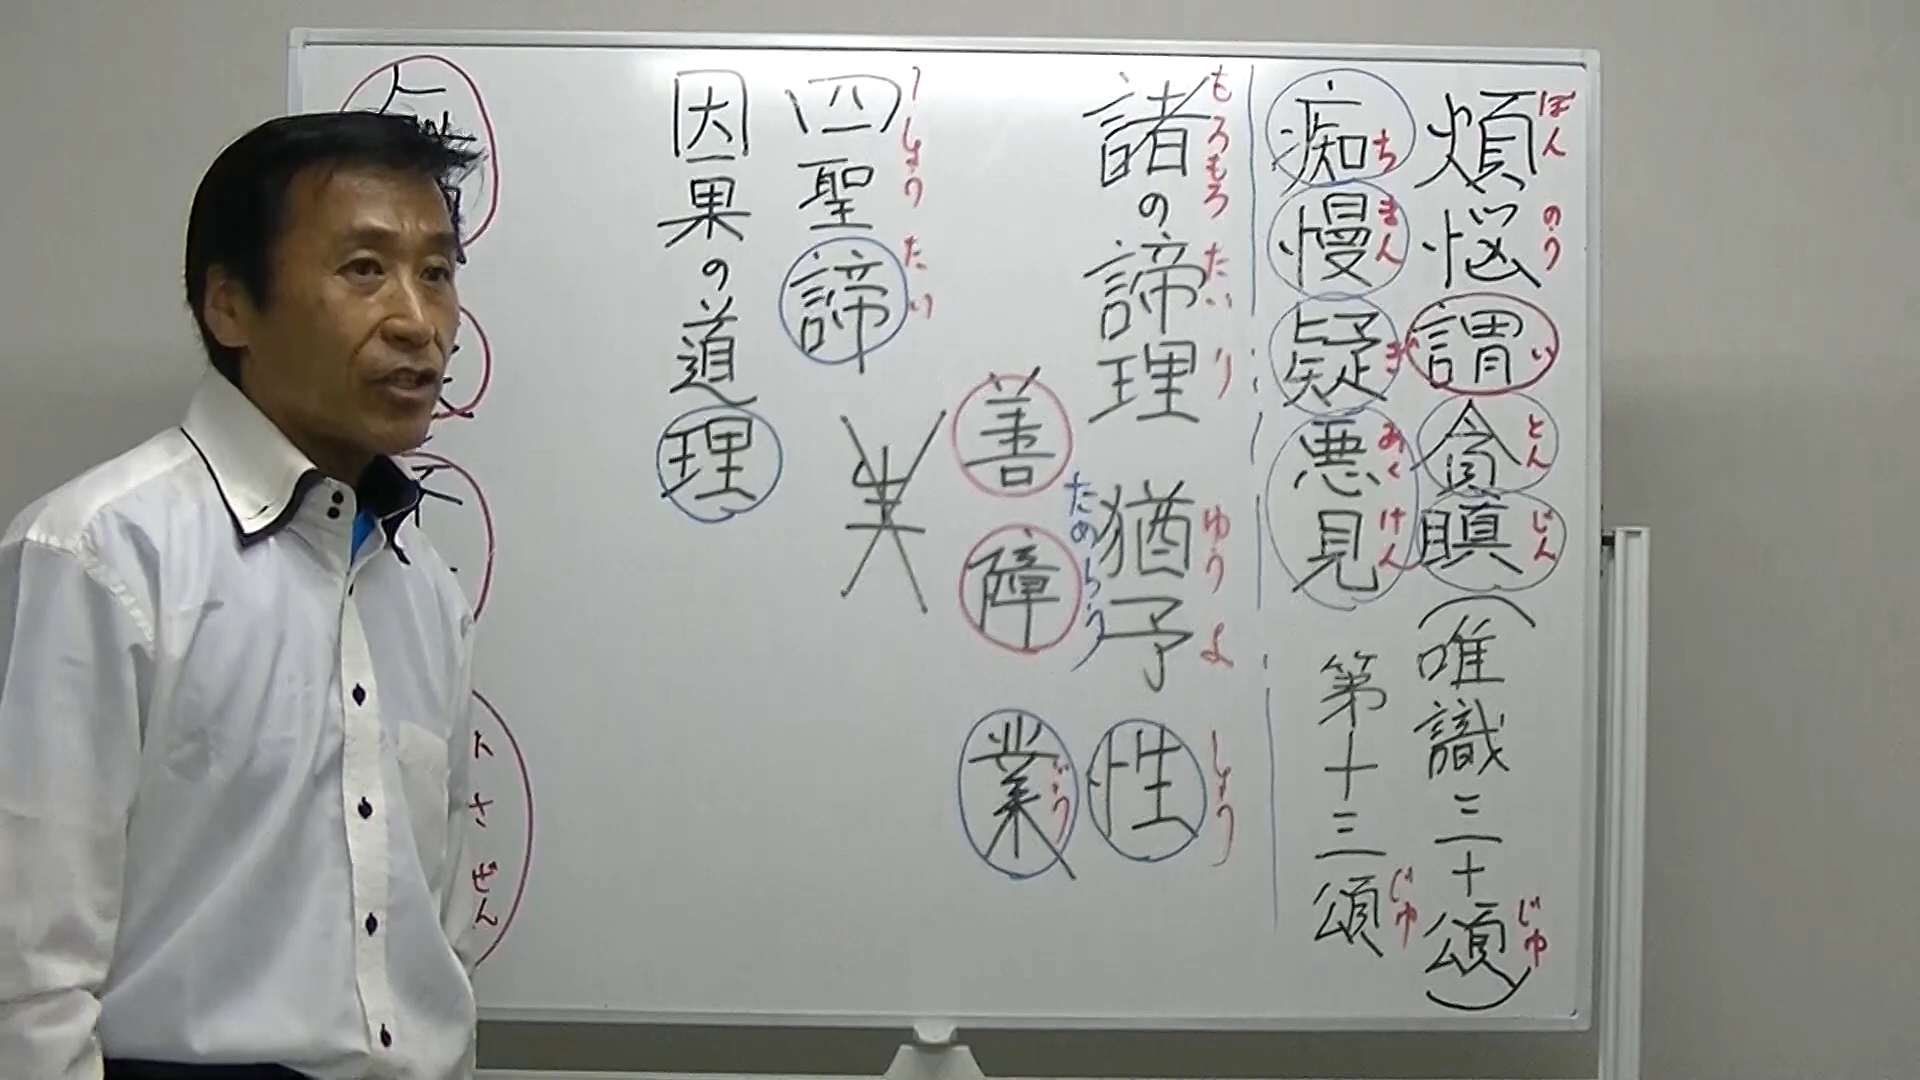 煩悩謂貪瞋(唯識三十頌)
ぼんのういとんじんじゅ
痴慢疑悪見 第十三頌
ちまんぎあくけんじゅ
諸の諦理 猶予 性
もろもろたいりゆうよしょう
ためらう
善障 業
ごう
四聖諦
ししょうたい
因果の道理
たさぜん